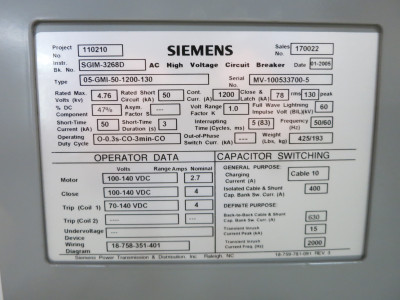 Project No. 110210 SIEMENS Sales No. 170022
Instr. Bk. No. SGIM-3268D AC High Voltage Circuit Breaker Date 01-2005
Type 05-GMI-50-1200-130 Serial No. MV-100533700-5
Rated Max. Volts (kv) 4.76 Rated Short Circuit (kA) 50 Cont. Current 1200 Close & Latch (kA) 78 rms 130 peak
% DC Component 47% Asym. Factor S ---- Volt Range Factor K 1.0 Full Wave Lightning Impulse Volt (BIL)(kV) 60
Short-Time Current (kA) 50 Short-Time Duration (s) 3 Interrupting Time (Cycles, ms) 5 (83) Frequency (Hz) 50/60
Operating Duty Cycle O-0.3s-CO-3min-CO Out-of-Phase Switch Curr (kA) ---- Weight (Lbs, kg) 425/193
OPERATOR DATA
Volts Range Amps Nominal
Motor 100-140 VDC 2.7
Close 100-140 VDC 4
Trip (Coil 1) 70-140 VDC 4
Trip (Coil 2) ---- ----
Undervoltage Device ---- ----
Wiring Diagram 18-758-351-401
CAPACITOR SWITCHING
GENERAL PURPOSE:
Charging Current (A) Cable 10
Isolated Cable & Shunt Cap. Bank Sw. Curr. (A) 400
DEFINITE PURPOSE:
Back-to-Back Cable & Shunt Cap. Bank Sw. Curr. (A) 630
Transient Inrush Current Peak (kA) 15
Transient Inrush Current Freq. (Hz) 2000
Siemens Power Transmission & Distribution, Inc. Raleigh, NC